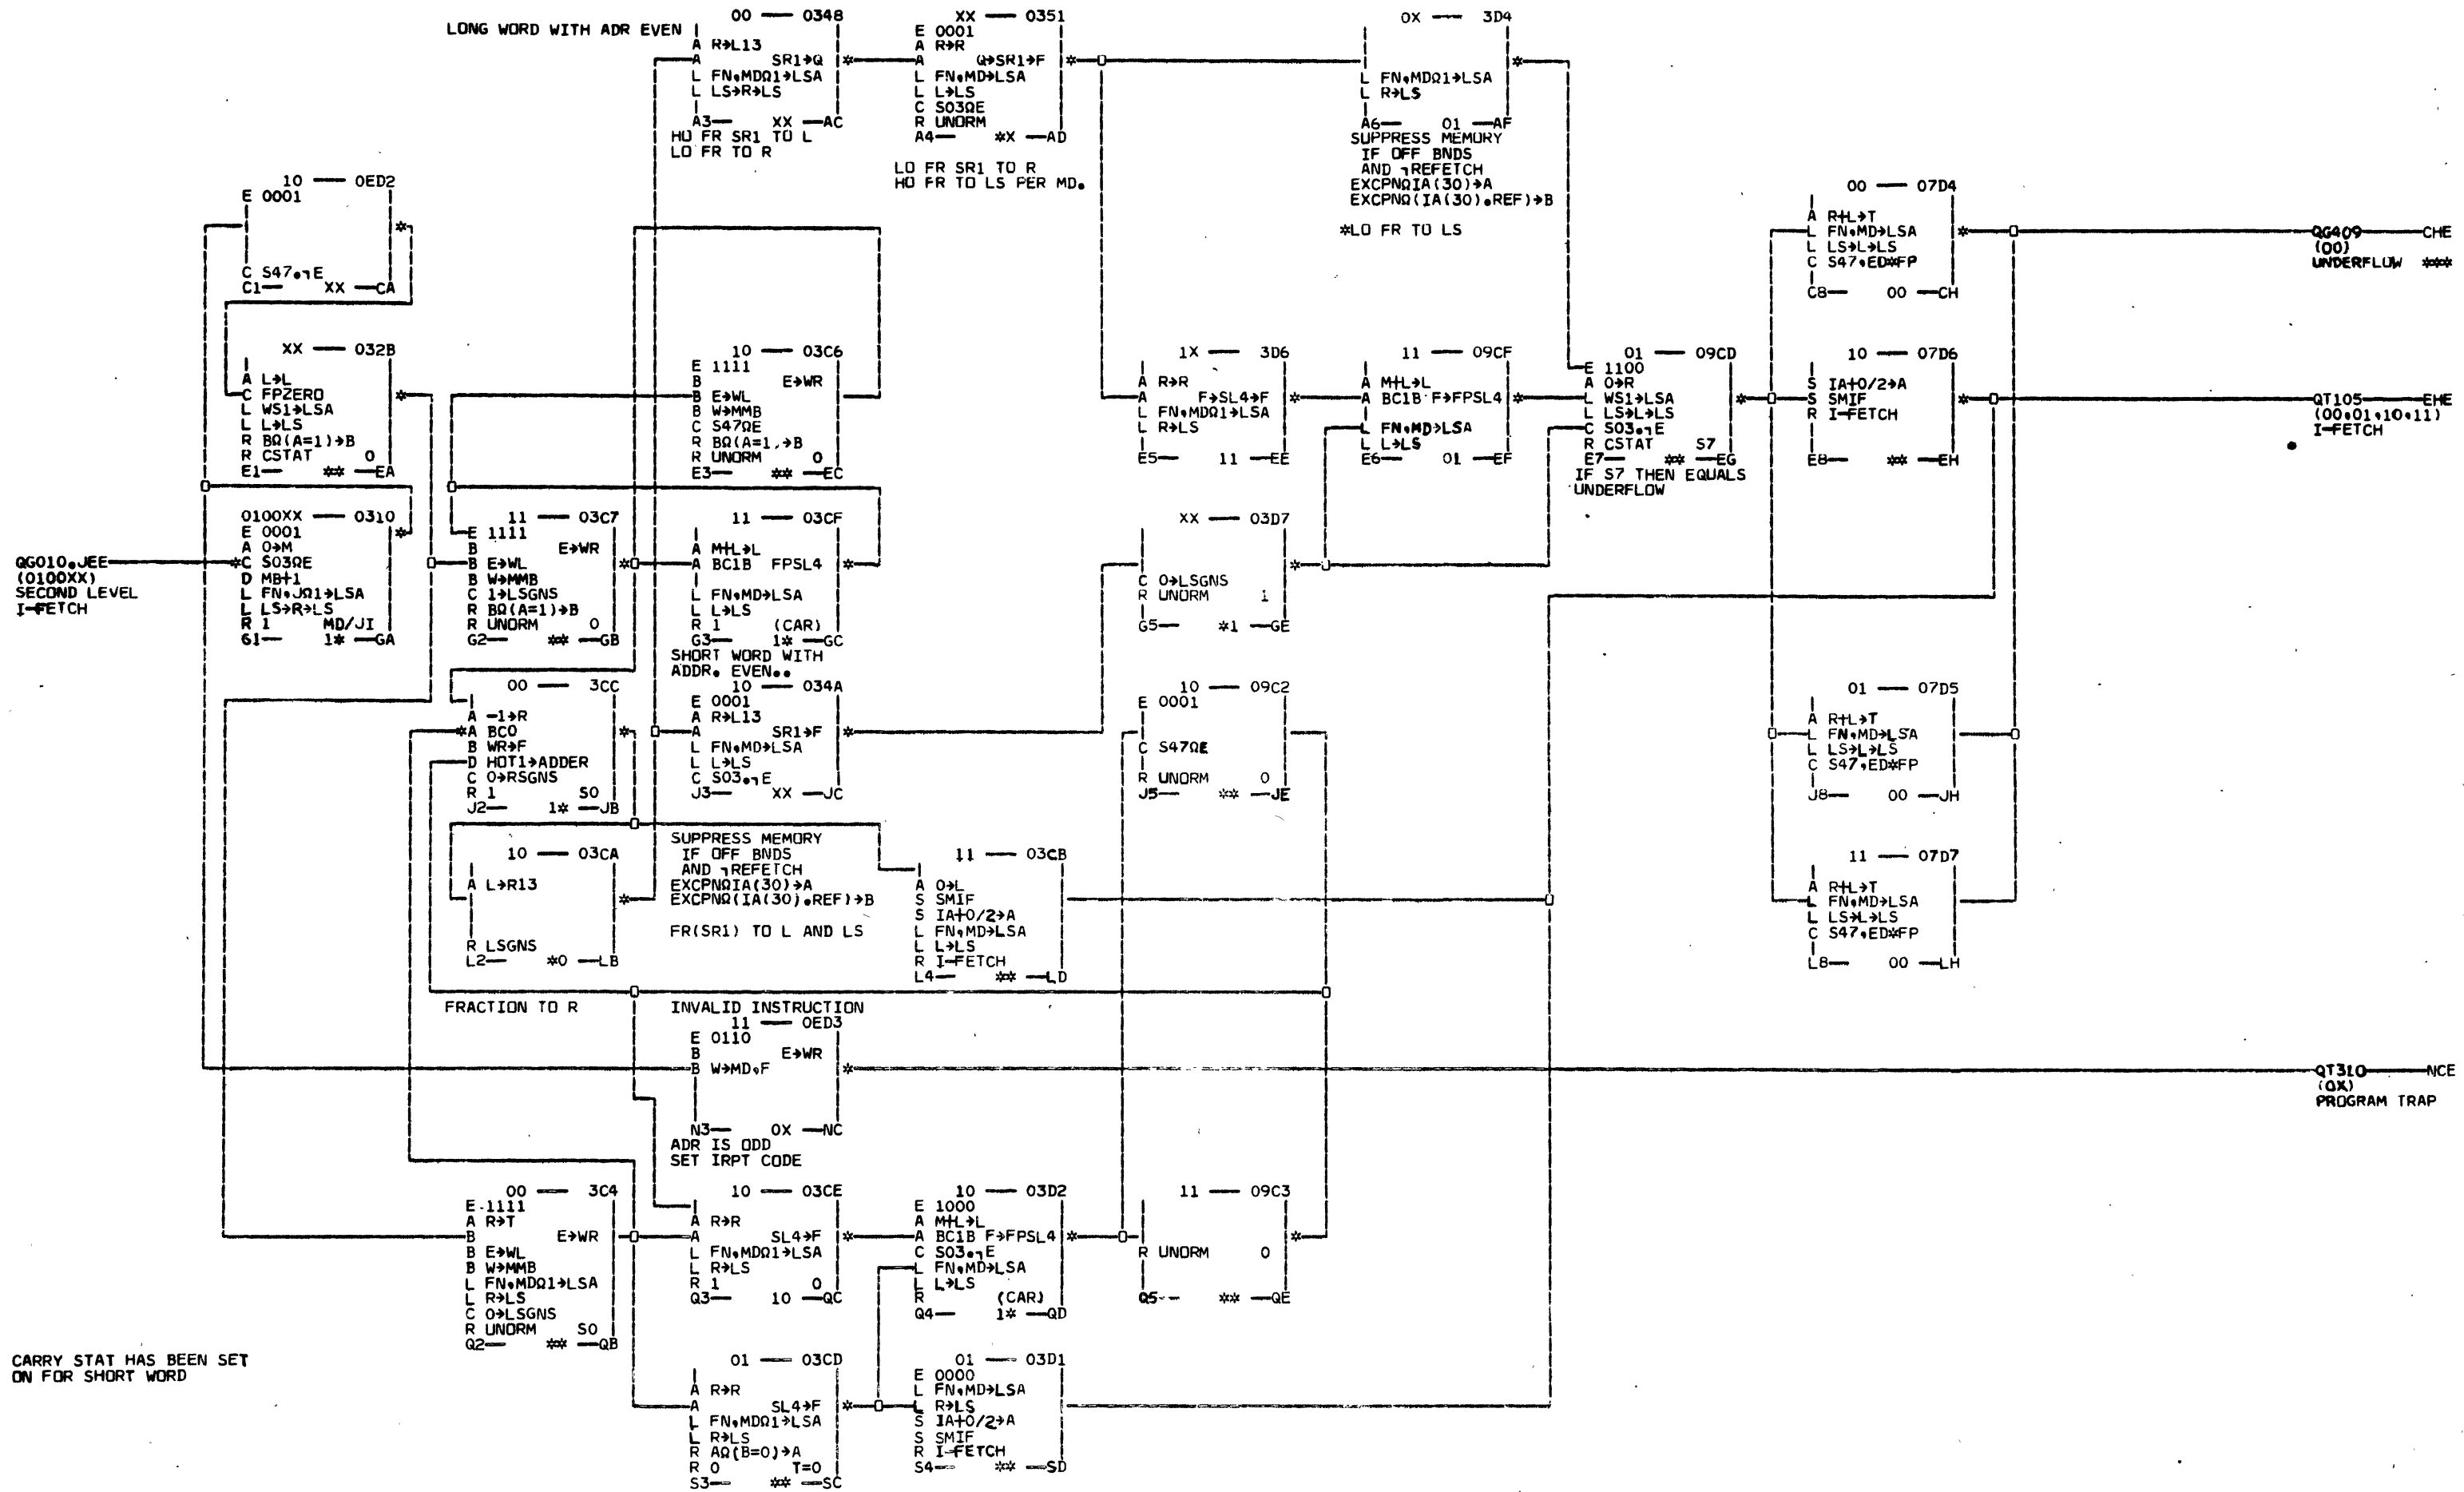 LONG WORD WITH ADR EVEN
00 — 0348
A R→L13
A SR1→Q
L FN•MDΩ1→LSA
L LS→R→LS
A3— XX —AC
HO FR SR1 TO L
LO FR TO R
XX — 0351
E 0001
A R→R
A Q→SR1→F
L FN•MD→LSA
L L→LS
C S03ΩE
R UNORM
A4— *X —AD
LO FR SR1 TO R
HO FR TO LS PER MD.
0X — 3D4
L FN•MDΩ1→LSA
L R→LS
A6— 01 —AF
SUPPRESS MEMORY
IF OFF BNDS
AND ¬REFETCH
EXCPNΩIA(30)→A
EXCPNΩ(IA(30)•REF)→B
*LO FR TO LS
10 — 0ED2
E 0001
C S47•¬E
C1— XX —CA
00 — 07D4
A R+L→T
L FN•MD→LSA
L LS→L→LS
C S47•ED*FP
C8— 00 —CH
QG409 —CHE
(00)
UNDERFLOW ***
XX — 032B
A L→L
C FPZERO
L WS1→LSA
L L→LS
R BΩ(A=1)→B
R CSTAT 0
E1— ** —EA
10 — 03C6
E 1111
B E→WR
B E→WL
B W→MMB
C S47ΩE
R BΩ(A=1,→B
R UNORM 0
E3— ** —EC
1X — 3D6
A R→R
A F→SL4→F
L FN•MDΩ1→LSA
L R→LS
E5— 11 —EE
11 — 09CF
A M+L→L
A BC1B F→FPSL4
L FN•MD→LSA
L L→LS
E6— 01 —EF
01 — 09CD
E 1100
A 0→R
L WS1→LSA
L LS→L→LS
C S03•¬E
R CSTAT S7
E7— ** —EG
IF S7 THEN EQUALS
UNDERFLOW
10 — 07D6
S IA+0/2→A
S SMIF
R I-FETCH
E8— ** —EH
QT105 —EHE
(00•01•10•11)
I-FETCH
QG010•JEE
(0100XX)
SECOND LEVEL
I-FETCH
0100XX — 0310
E 0001
A 0→M
*C S03ΩE
D MB+1
L FN•JΩ1→LSA
L LS→R→LS
R 1 MD/JI
G1— 1* —GA
11 — 03C7
E 1111
B E→WR
B E→WL
B W→MMB
C 1→LSGNS
R BΩ(A=1)→B
R UNORM 0
G2— ** —GB
11 — 03CF
A M+L→L
A BC1B FPSL4
L FN•MD→LSA
L L→LS
R 1 (CAR)
G3— 1* —GC
SHORT WORD WITH
ADDR. EVEN..
XX — 03D7
C 0→LSGNS
R UNORM 1
G5— *1 —GE
00 — 3CC
A -1→R
*A BC0
B WR→F
D HOT1→ADDER
C 0→RSGNS
R 1 S0
J2— 1* —JB
10 — 034A
E 0001
A R→L13
A SR1→F
L FN•MD→LSA
L L→LS
C S03•¬E
J3— XX —JC
SUPPRESS MEMORY
IF OFF BNDS
AND ¬REFETCH
EXCPNΩIA(30)→A
EXCPNΩ(IA(30)•REF)→B
FR(SR1) TO L AND LS
10 — 09C2
E 0001
C S47ΩE
R UNORM 0
J5— ** —JE
01 — 07D5
A R+L→T
L FN•MD→LSA
L LS→L→LS
C S47•ED*FP
J8— 00 —JH
10 — 03CA
A L→R13
R LSGNS
L2— *0 —LB
FRACTION TO R
11 — 03CB
A 0→L
S SMIF
S IA+0/2→A
L FN•MD→LSA
L L→LS
R I-FETCH
L4— ** —LD
11 — 07D7
A R+L→T
L FN•MD→LSA
L LS→L→LS
C S47•ED*FP
L8— 00 —LH
INVALID INSTRUCTION
11 — 0ED3
E 0110
B E→WR
B W→MD•F
N3— 0X —NC
ADR IS ODD
SET IRPT CODE
QT310 —NCE
(0X)
PROGRAM TRAP
00 — 3C4
E 1111
A R→T
B E→WR
B E→WL
B W→MMB
L FN•MDΩ1→LSA
L R→LS
C 0→LSGNS
R UNORM S0
Q2— ** —QB
10 — 03CE
A R→R
A SL4→F
L FN•MDΩ1→LSA
L R→LS
R 1 0
Q3— 10 —QC
10 — 03D2
E 1000
A M+L→L
A BC1B F→FPSL4
C S03•¬E
L FN•MD→LSA
L L→LS
R (CAR)
Q4— 1* —QD
11 — 09C3
R UNORM 0
Q5-- ** —QE
CARRY STAT HAS BEEN SET
ON FOR SHORT WORD
01 — 03CD
A R→R
A SL4→F
L FN•MDΩ1→LSA
L R→LS
R AΩ(B=0)→A
R 0 T=0
S3— ** —SC
01 — 03D1
E 0000
L FN•MD→LSA
L R→LS
S IA+0/2→A
S SMIF
R I-FETCH
S4— ** —SD